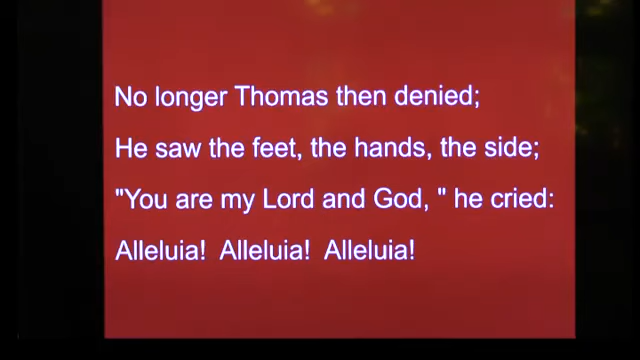 No longer Thomas then denied;
He saw the feet, the hands, the side;
"You are my Lord and God, " he cried:
Alleluia!  Alleluia!  Alleluia!